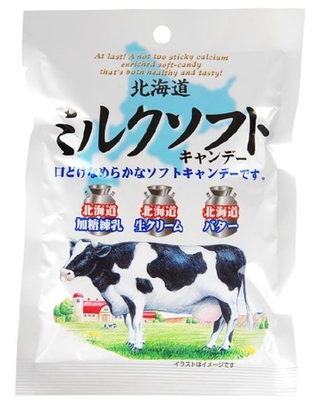 At last! A not too sticky calcium
enriched soft-candy
that's both healthy and tasty!
北海道
ミルクソフト
キャンデー
口どけなめらかなソフトキャンデーです。
北海道 北海道 北海道
加糖練乳 生クリーム バター
イラストはイメージです